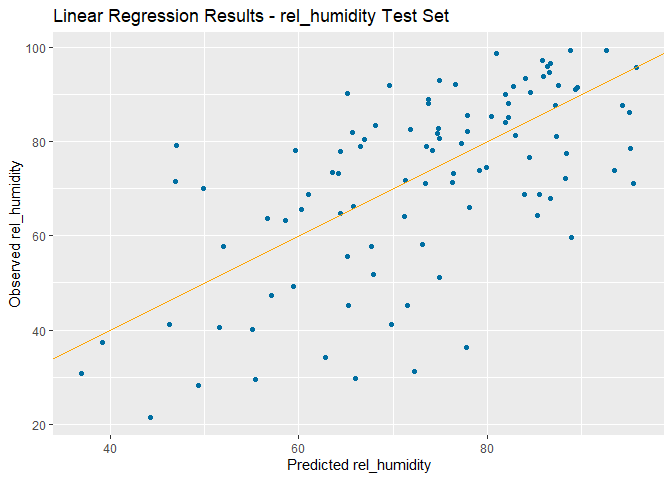 Linear Regression Results - rel_humidity Test Set
100
80
60
40
20
Observed rel_humidity
40 60 80
Predicted rel_humidity